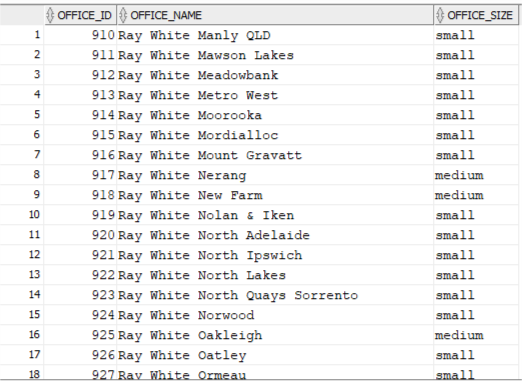 OFFICE_ID OFFICE_NAME OFFICE_SIZE
1 910 Ray White Manly QLD small
2 911 Ray White Mawson Lakes small
3 912 Ray White Meadowbank small
4 913 Ray White Metro West small
5 914 Ray White Moorooka small
6 915 Ray White Mordialloc small
7 916 Ray White Mount Gravatt small
8 917 Ray White Nerang medium
9 918 Ray White New Farm medium
10 919 Ray White Nolan & Iken small
11 920 Ray White North Adelaide small
12 921 Ray White North Ipswich small
13 922 Ray White North Lakes small
14 923 Ray White North Quays Sorrento small
15 924 Ray White Norwood small
16 925 Ray White Oakleigh medium
17 926 Ray White Oatley small
18 927 Ray White Ormeau small